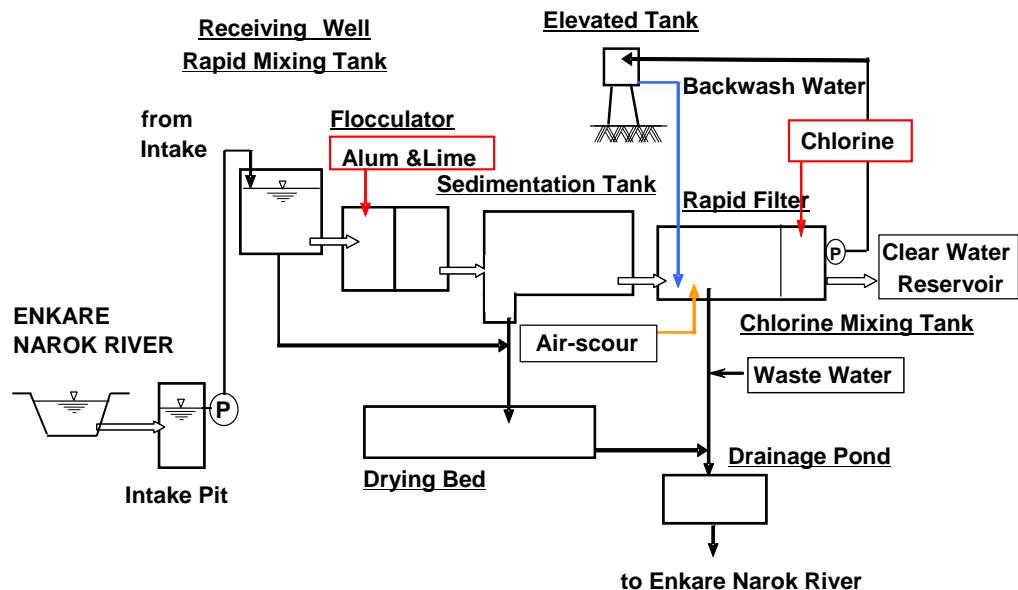 Receiving Well
Rapid Mixing Tank
Elevated Tank
Backwash Water
from
Intake
Flocculator
Alum &Lime
Chlorine
Sedimentation Tank
Rapid Filter
P
Clear Water
Reservoir
ENKARE
NAROK RIVER
Air-scour
Chlorine Mixing Tank
Waste Water
P
Drying Bed
Drainage Pond
Intake Pit
to Enkare Narok River